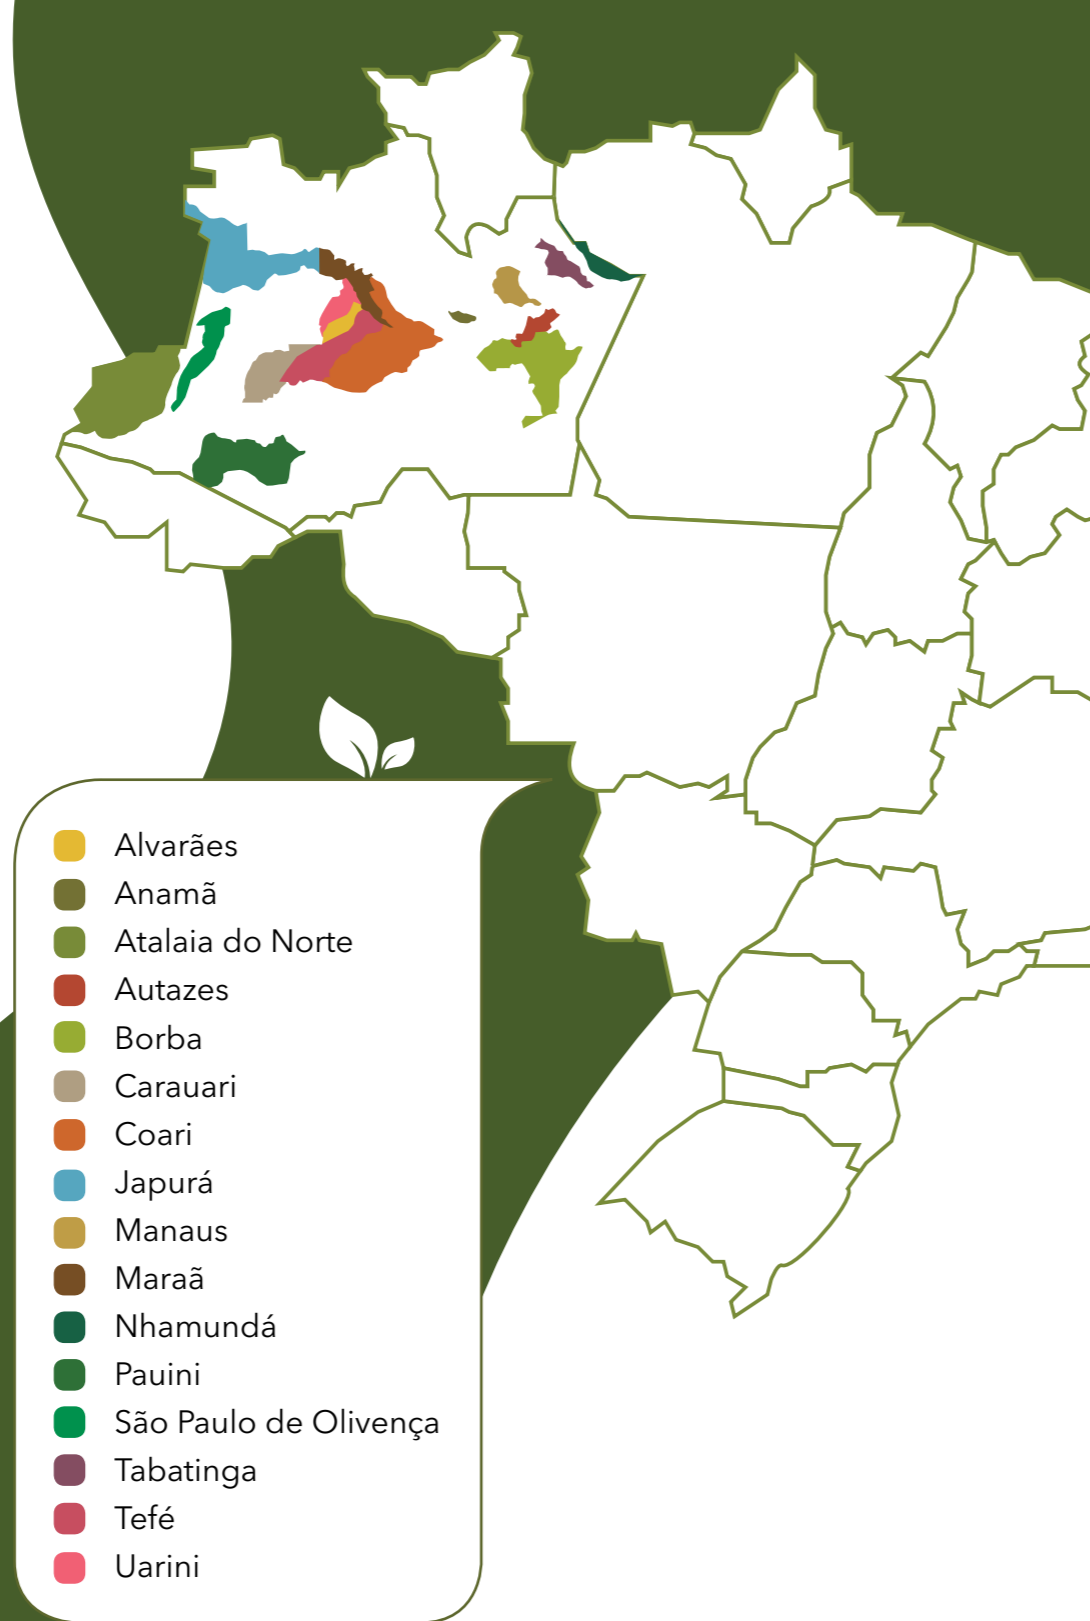 Alvarães
Anamã
Atalaia do Norte
Autazes
Borba
Carauari
Coari
Japurá
Manaus
Maraã
Nhamundá
Pauini
São Paulo de Olivença
Tabatinga
Tefé
Uarini